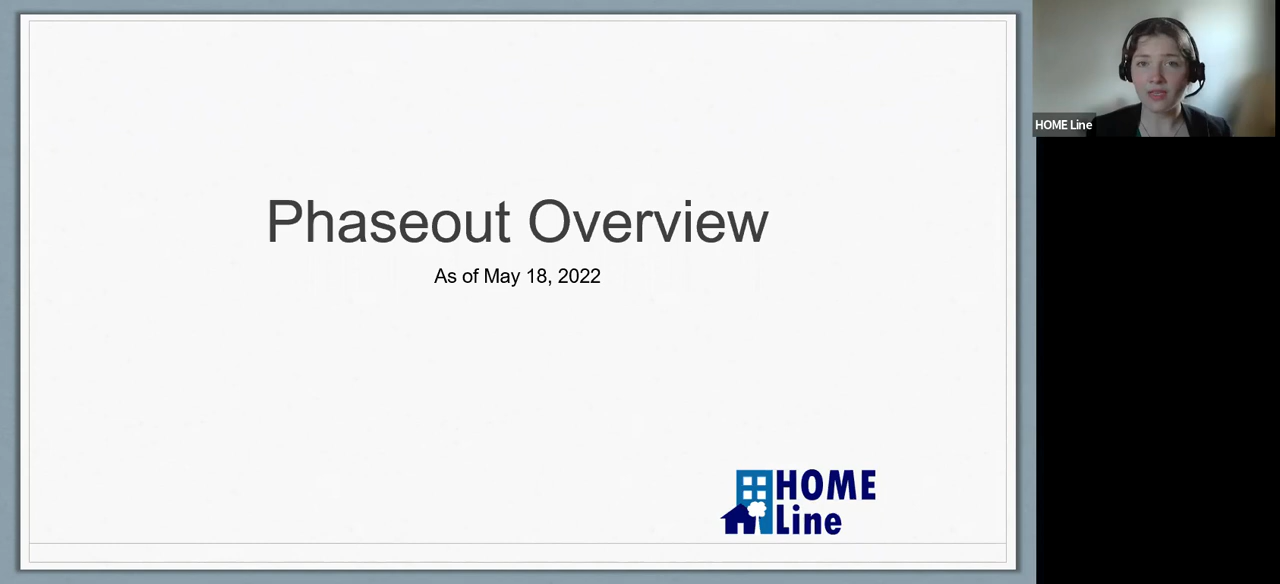 Phaseout Overview
As of May 18, 2022
HOME
Line
HOME Line